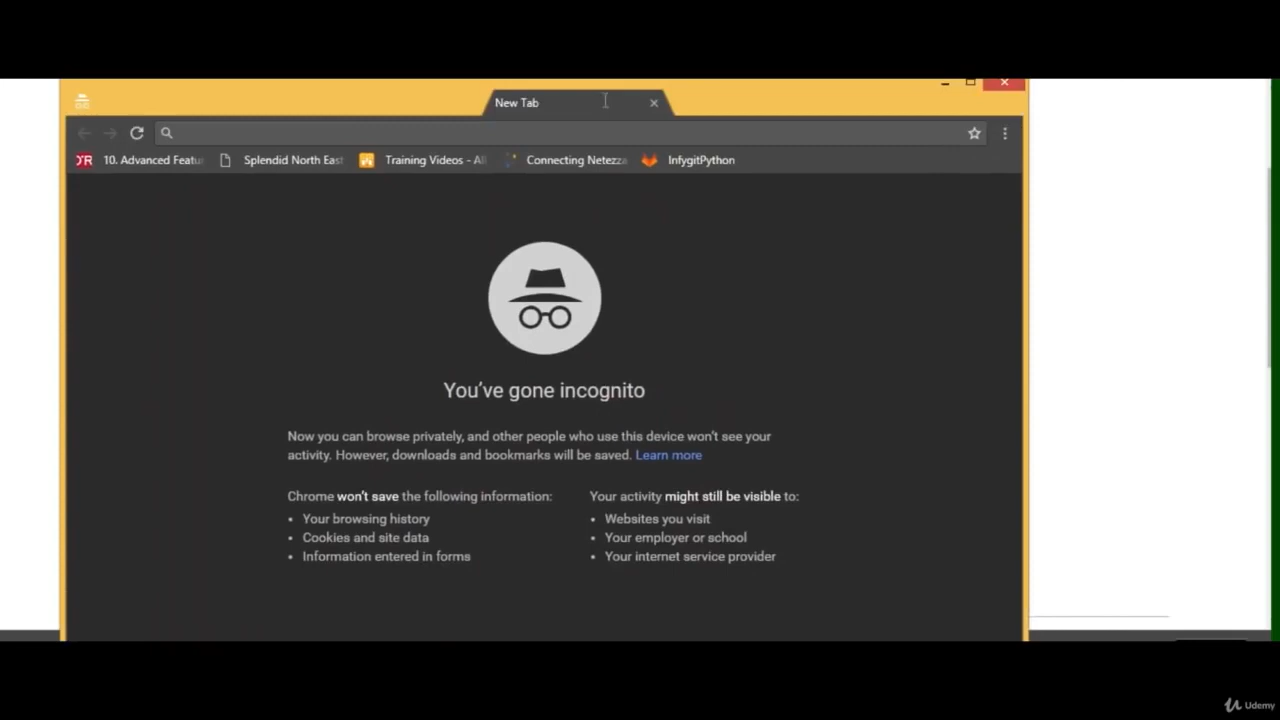 New Tab
10. Advanced Featu
Splendid North East
Training Videos - All
Connecting Netezza
InfygitPython
You've gone incognito
Now you can browse privately, and other people who use this device won't see your
activity. However, downloads and bookmarks will be saved. Learn more
Chrome won't save the following information:
• Your browsing history
• Cookies and site data
• Information entered in forms
Your activity might still be visible to:
• Websites you visit
• Your employer or school
• Your internet service provider
Udemy